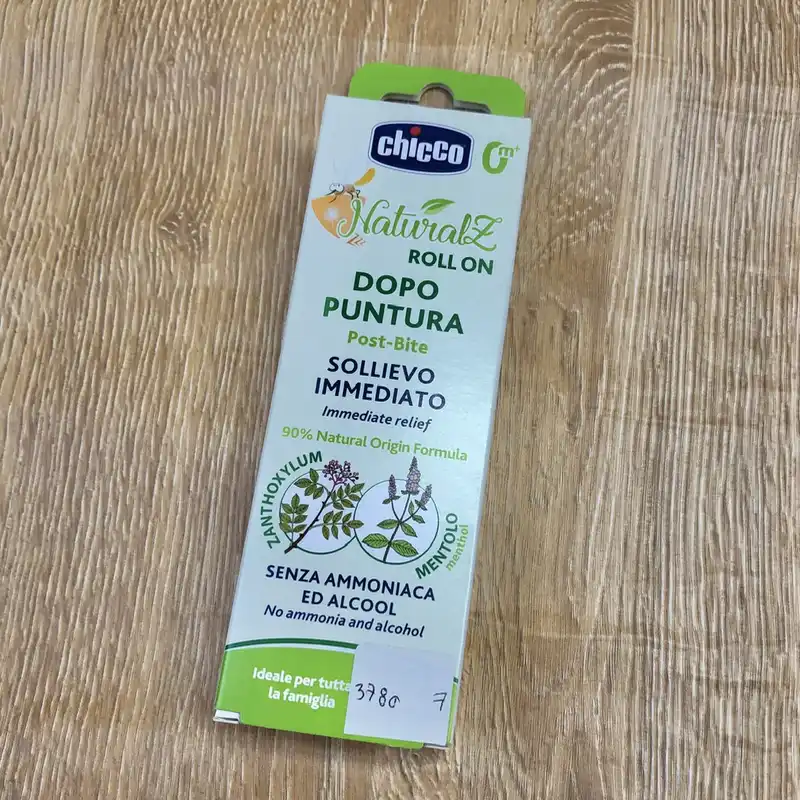 chicco
0m+
NaturalZ
ROLL ON
DOPO
PUNTURA
Post-Bite
SOLLIEVO
IMMEDIATO
Immediate relief
90% Natural Origin Formula
ZANTHOXYLUM
MENTOLO
menthol
SENZA AMMONIACA
ED ALCOOL
No ammonia and alcohol
Ideale per tutta
la famiglia
7